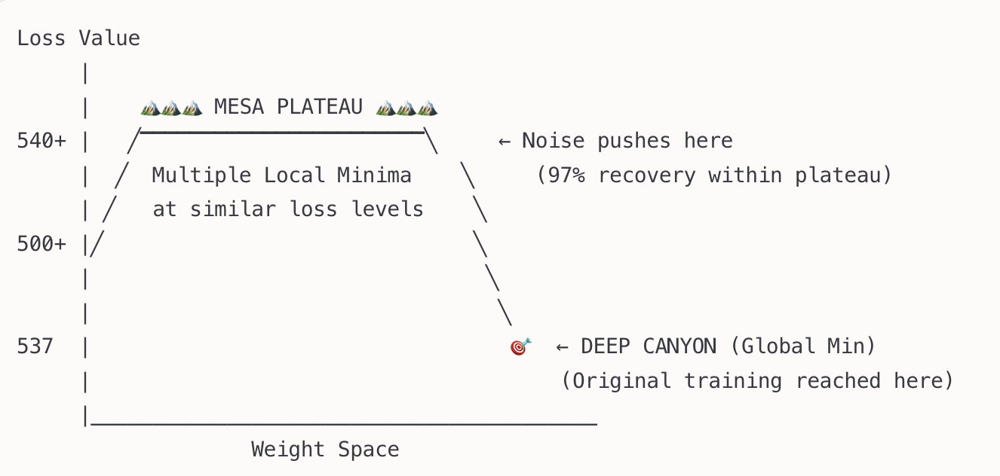 Loss Value
MESA PLATEAU
540+
← Noise pushes here
Multiple Local Minima
(97% recovery within plateau)
at similar loss levels
500+
537
← DEEP CANYON (Global Min)
(Original training reached here)
Weight Space